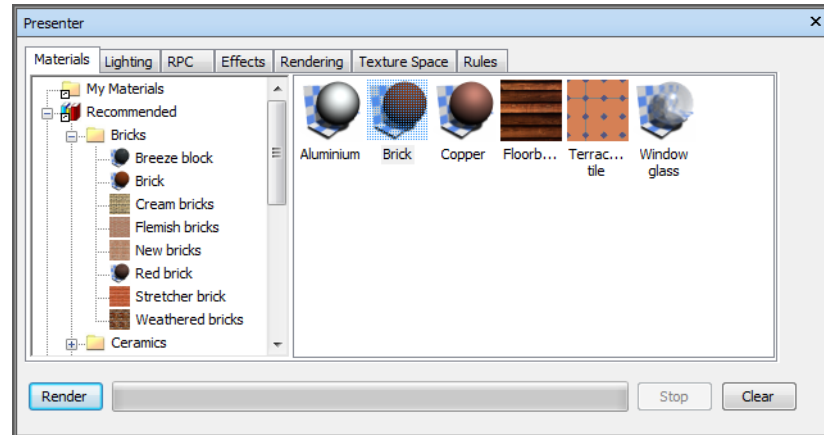 Presenter
Materials Lighting RPC Effects Rendering Texture Space Rules
My Materials
Recommended
Bricks
Breeze block
Brick
Cream bricks
Flemish bricks
New bricks
Red brick
Stretcher brick
Weathered bricks
Ceramics
Aluminium Brick Copper Floorb... Terrac... Window
tile glass
Render Stop Clear